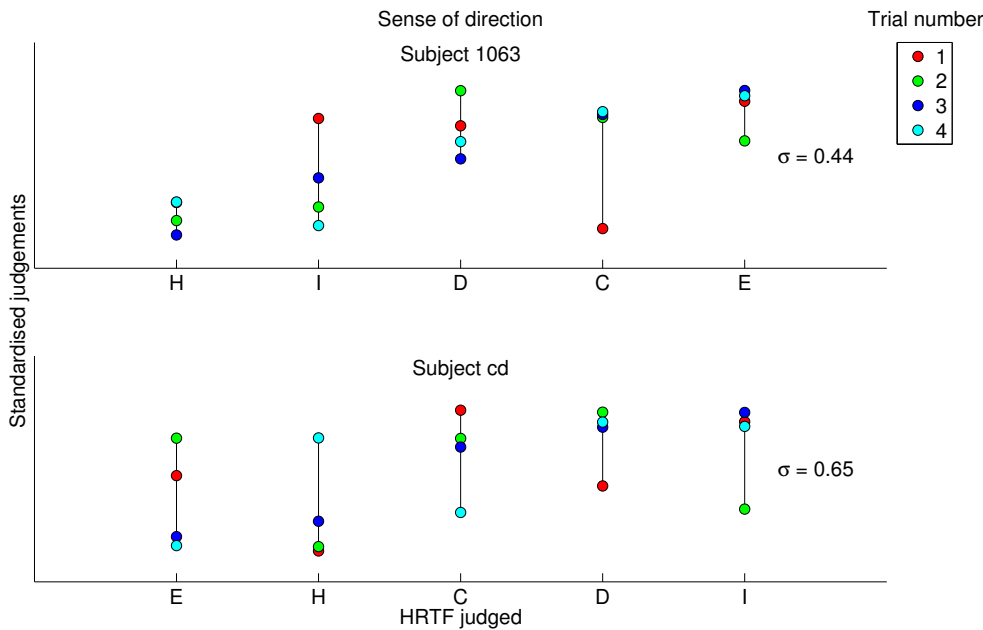 Sense of direction
Trial number
Subject 1063
1
2
3
4
σ = 0.44
H I D C E
Standardised judgements
Subject cd
σ = 0.65
E H C D I
HRTF judged